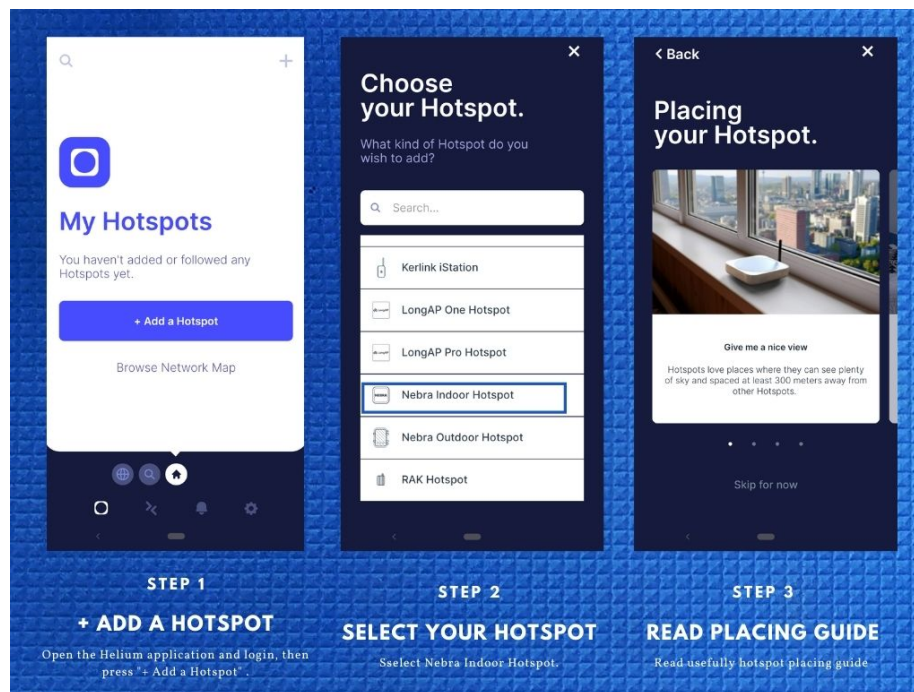 My Hotspots
You haven't added or followed any
Hotspots yet.
+ Add a Hotspot
Browse Network Map
STEP 1
+ ADD A HOTSPOT
Open the Helium application and login, then
press "+ Add a Hotspot" .
Choose
your Hotspot.
What kind of Hotspot do you
wish to add?
Search...
Kerlink iStation
LongAP One Hotspot
LongAP Pro Hotspot
NEBRA
Nebra Indoor Hotspot
Nebra Outdoor Hotspot
RAK Hotspot
STEP 2
SELECT YOUR HOTSPOT
Sselect Nebra Indoor Hotspot.
< Back
Placing
your Hotspot.
Give me a nice view
Hotspots love places where they can see plenty
of sky and spaced at least 300 meters away from
other Hotspots.
Skip for now
STEP 3
READ PLACING GUIDE
Read usefully hotspot placing guide